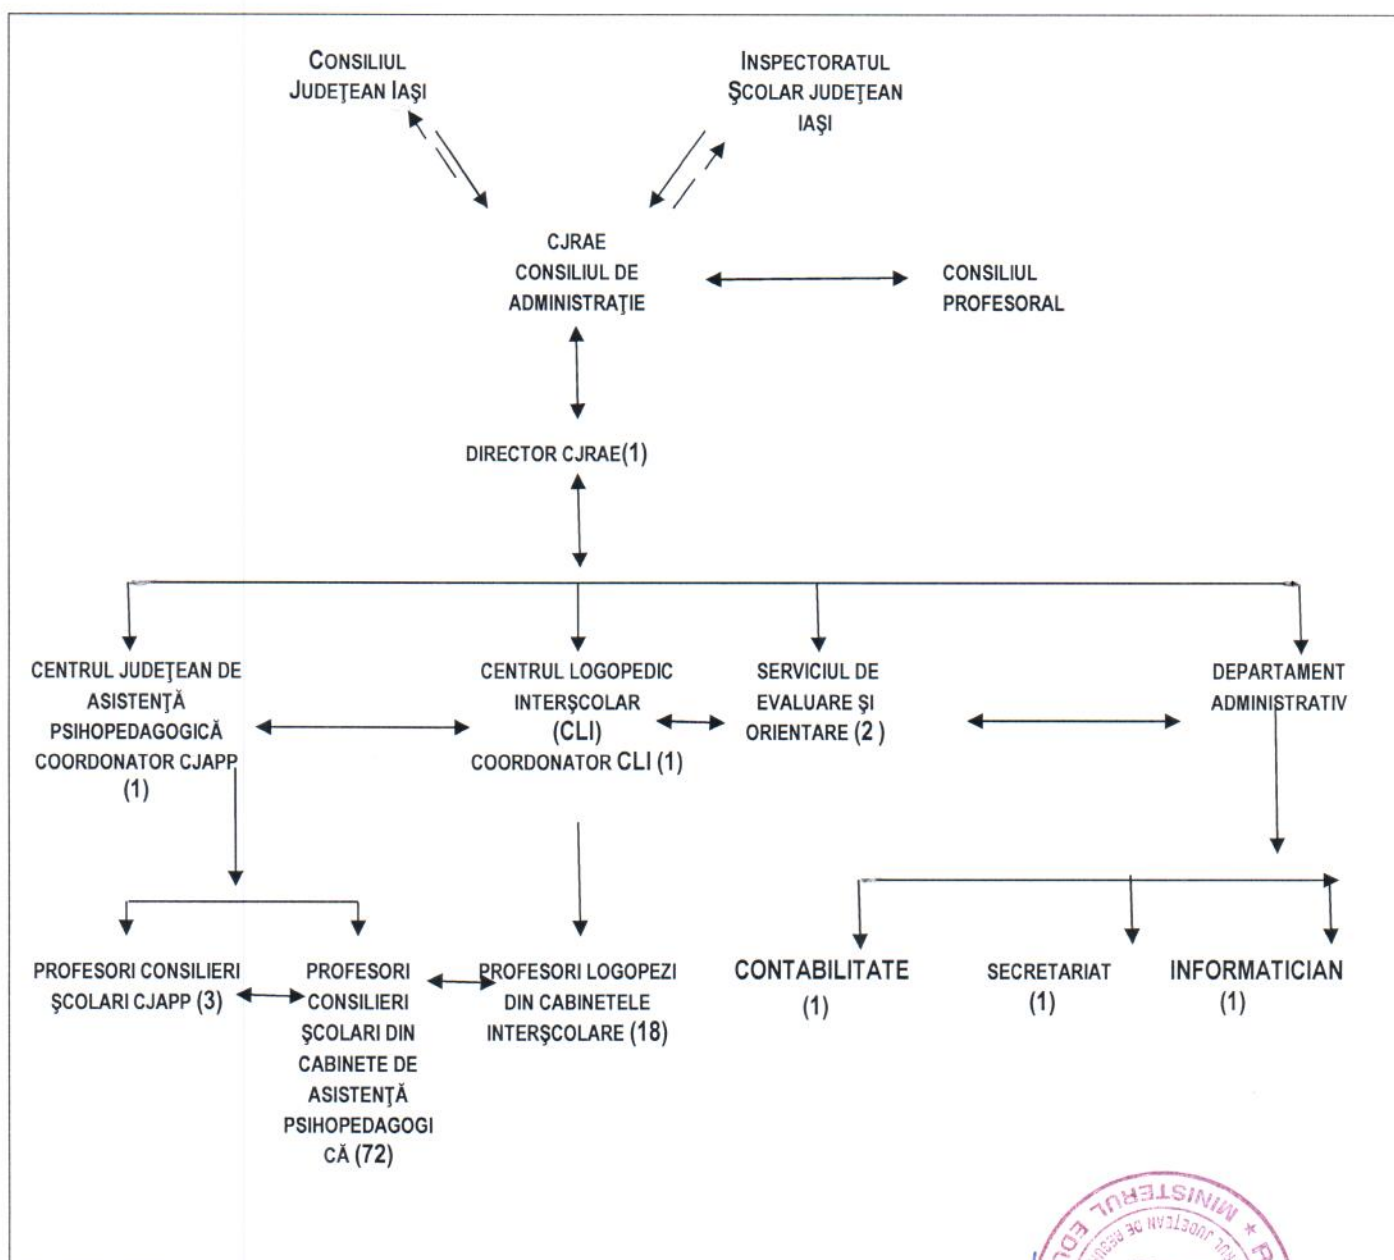 CONSILIUL
JUDEŢEAN IAŞI
INSPECTORATUL
ŞCOLAR JUDEŢEAN
IAŞI
CJRAE
CONSILIUL DE
ADMINISTRAŢIE
CONSILIUL
PROFESORAL
DIRECTOR CJRAE(1)
CENTRUL JUDEŢEAN DE
ASISTENŢĂ
PSIHOPEDAGOGICĂ
COORDONATOR CJAPP
(1)
CENTRUL LOGOPEDIC
INTERŞCOLAR
(CLI)
COORDONATOR CLI (1)
SERVICIUL DE
EVALUARE ŞI
ORIENTARE (2 )
DEPARTAMENT
ADMINISTRATIV
PROFESORI CONSILIERI
ŞCOLARI CJAPP (3)
PROFESORI
CONSILIERI
ŞCOLARI DIN
CABINETE DE
ASISTENŢĂ
PSIHOPEDAGOGI
CĂ (72)
PROFESORI LOGOPEZI
DIN CABINETELE
INTERŞCOLARE (18)
CONTABILITATE
(1)
SECRETARIAT
(1)
INFORMATICIAN
(1)
MINISTERUL
JUDEŢEAN DE